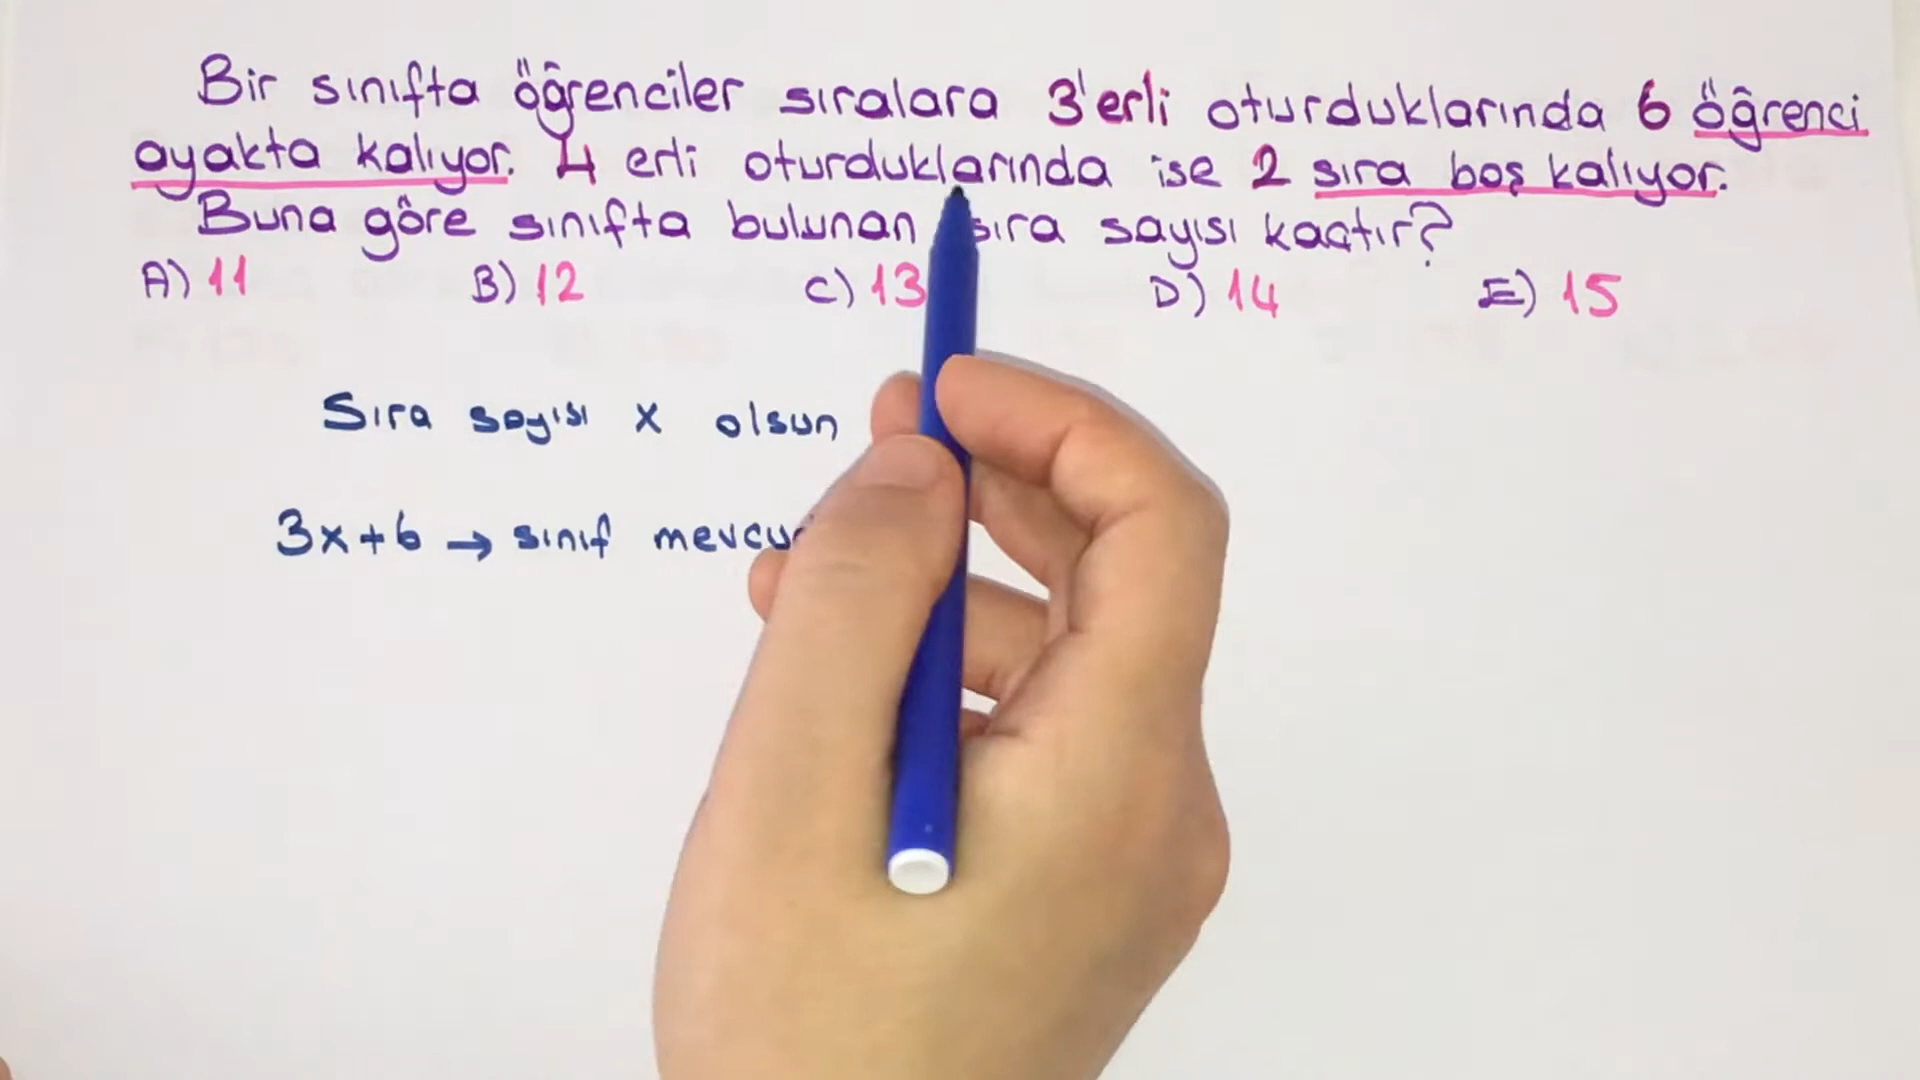 Bir sınıfta öğrenciler sıralara 3'erli oturduklarında 6 öğrenci
ayakta kalıyor. 4 erli oturduklarında ise 2 sıra boş kalıyor.
Buna göre sınıfta bulunan sıra sayısı kaçtır?
A) 11 B) 12 C) 13 D) 14 E) 15
Sıra sayısı x olsun
3x+6 → sınıf